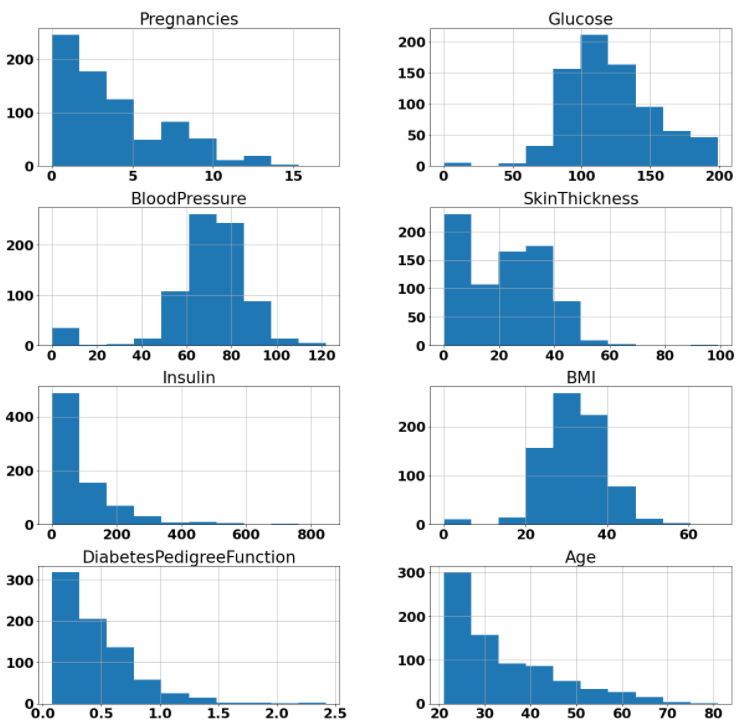 Pregnancies
200
100
0
0 5 10 15
Glucose
200
150
100
50
0
0 50 100 150 200
BloodPressure
200
100
0
0 20 40 60 80 100 120
SkinThickness
200
150
100
50
0
0 20 40 60 80 100
Insulin
400
200
0
0 200 400 600 800
BMI
200
100
0
0 20 40 60
DiabetesPedigreeFunction
300
200
100
0
0.0 0.5 1.0 1.5 2.0 2.5
Age
300
200
100
0
20 30 40 50 60 70 80